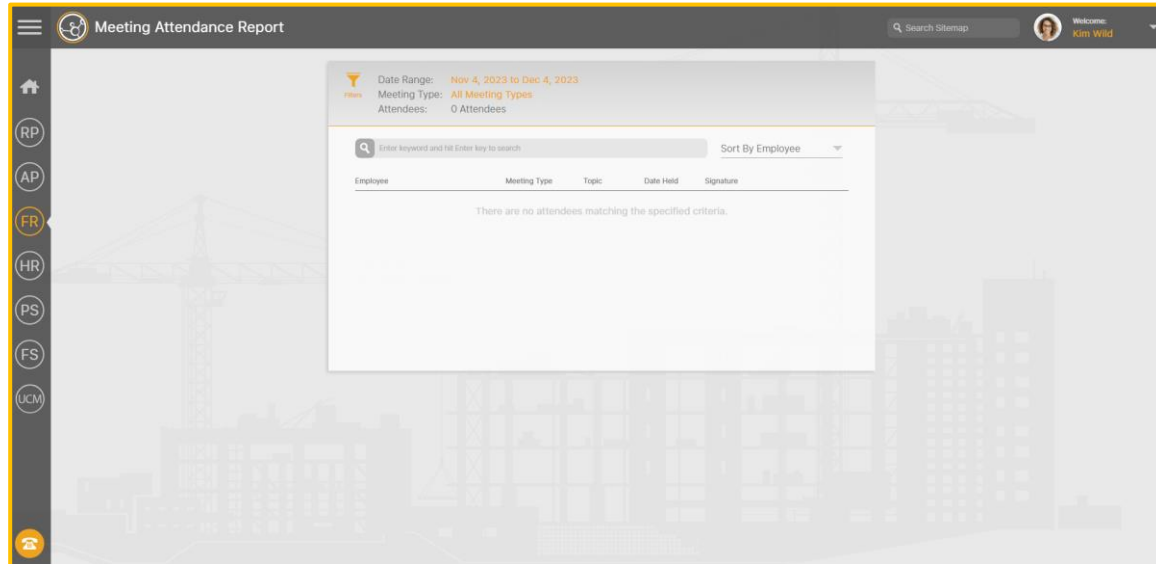 Meeting Attendance Report
Search Sitemap
Welcome:
Kim Wild
RP
AP
FR
HR
PS
FS
UCM
Filters
Date Range: Nov 4, 2023 to Dec 4, 2023
Meeting Type: All Meeting Types
Attendees: 0 Attendees
Enter keyword and hit Enter key to search
Sort By Employee
Employee Meeting Type Topic Date Held Signature
There are no attendees matching the specified criteria.